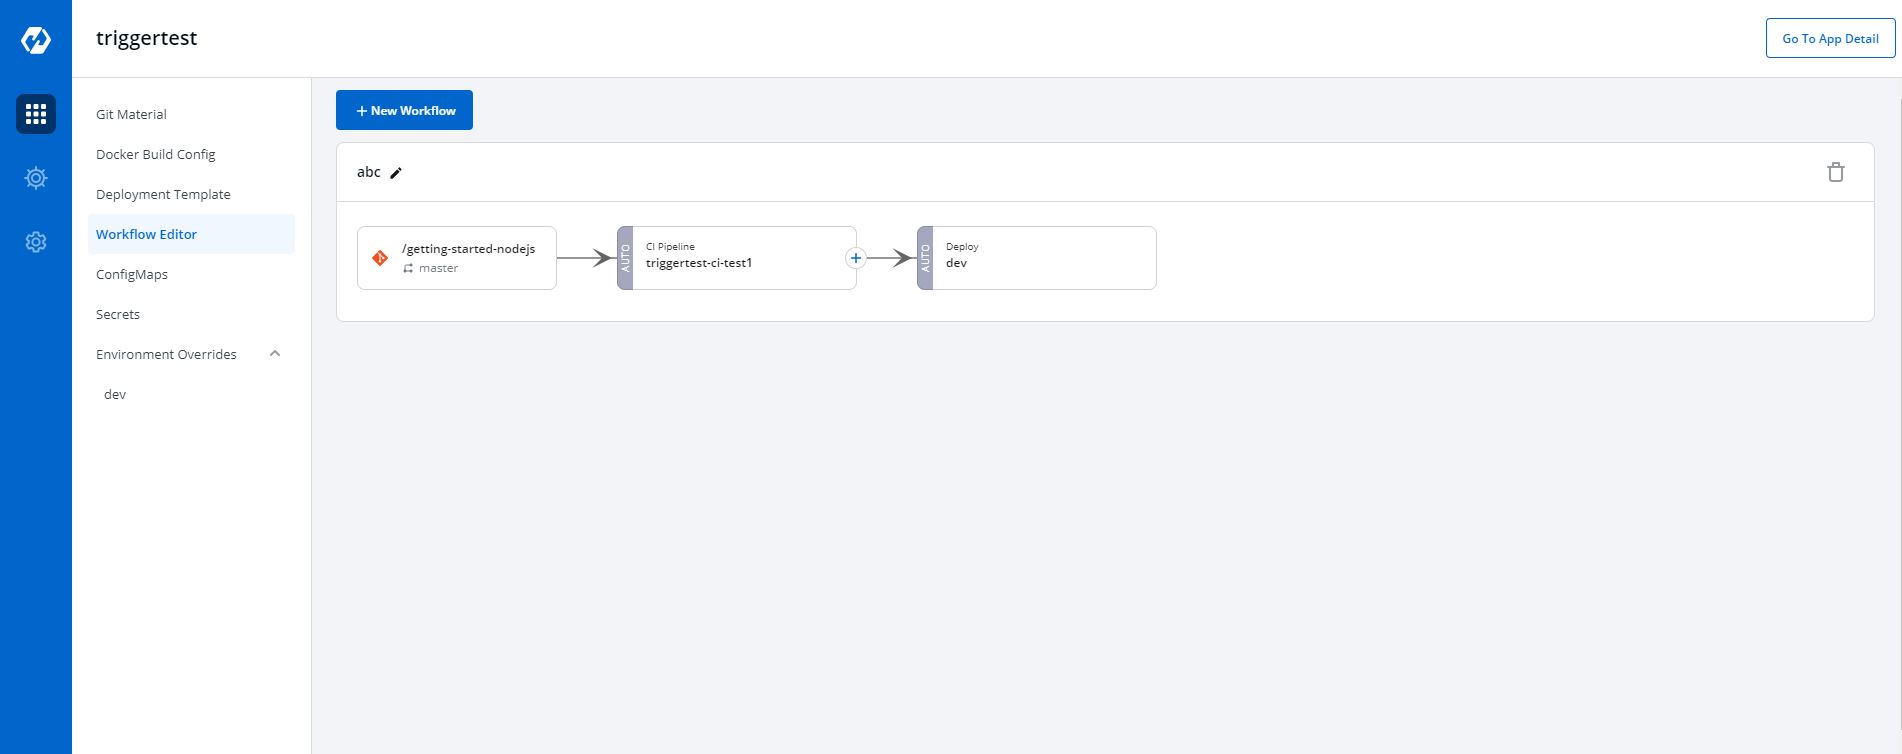 triggertest
Go To App Detail
Git Material
Docker Build Config
Deployment Template
Workflow Editor
ConfigMaps
Secrets
Environment Overrides
dev
+ New Workflow
abc
/getting-started-nodejs
master
AUTO
CI Pipeline
triggertest-ci-test1
+
AUTO
Deploy
dev